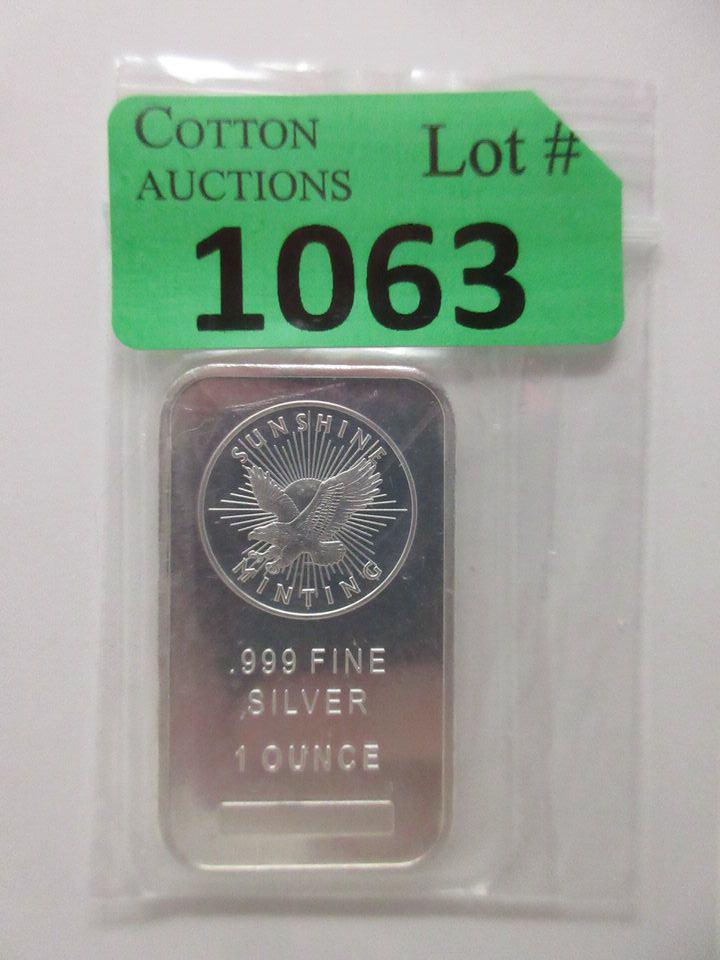 COTTON
AUCTIONS
Lot #
1063
SUNSHINE
MINTING
.999 FINE
SILVER
1 OUNCE